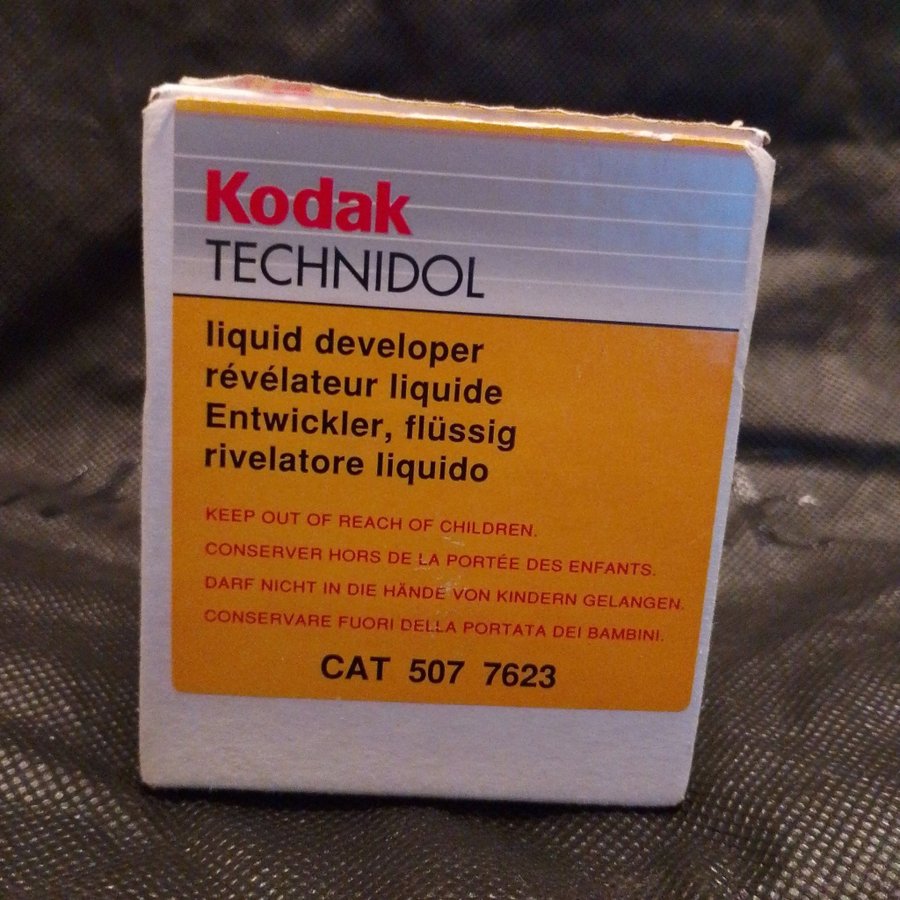 Kodak
TECHNIDOL
liquid developer
révélateur liquide
Entwickler, flüssig
rivelatore liquido
KEEP OUT OF REACH OF CHILDREN.
CONSERVER HORS DE LA PORTÉE DES ENFANTS.
DARF NICHT IN DIE HÄNDE VON KINDERN GELANGEN.
CONSERVARE FUORI DELLA PORTATA DEI BAMBINI.
CAT 507 7623